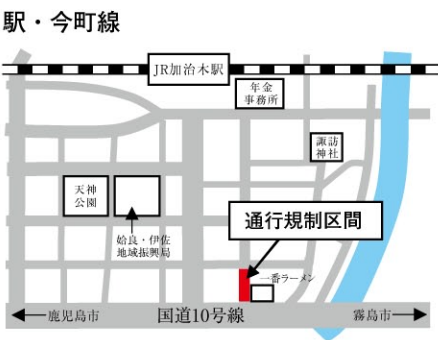 駅・今町線
JR加治木駅
年金
事務所
諏訪
神社
天神
公園
姶良・伊佐
地域振興局
通行規制区間
一番ラーメン
鹿児島市
国道10号線
霧島市